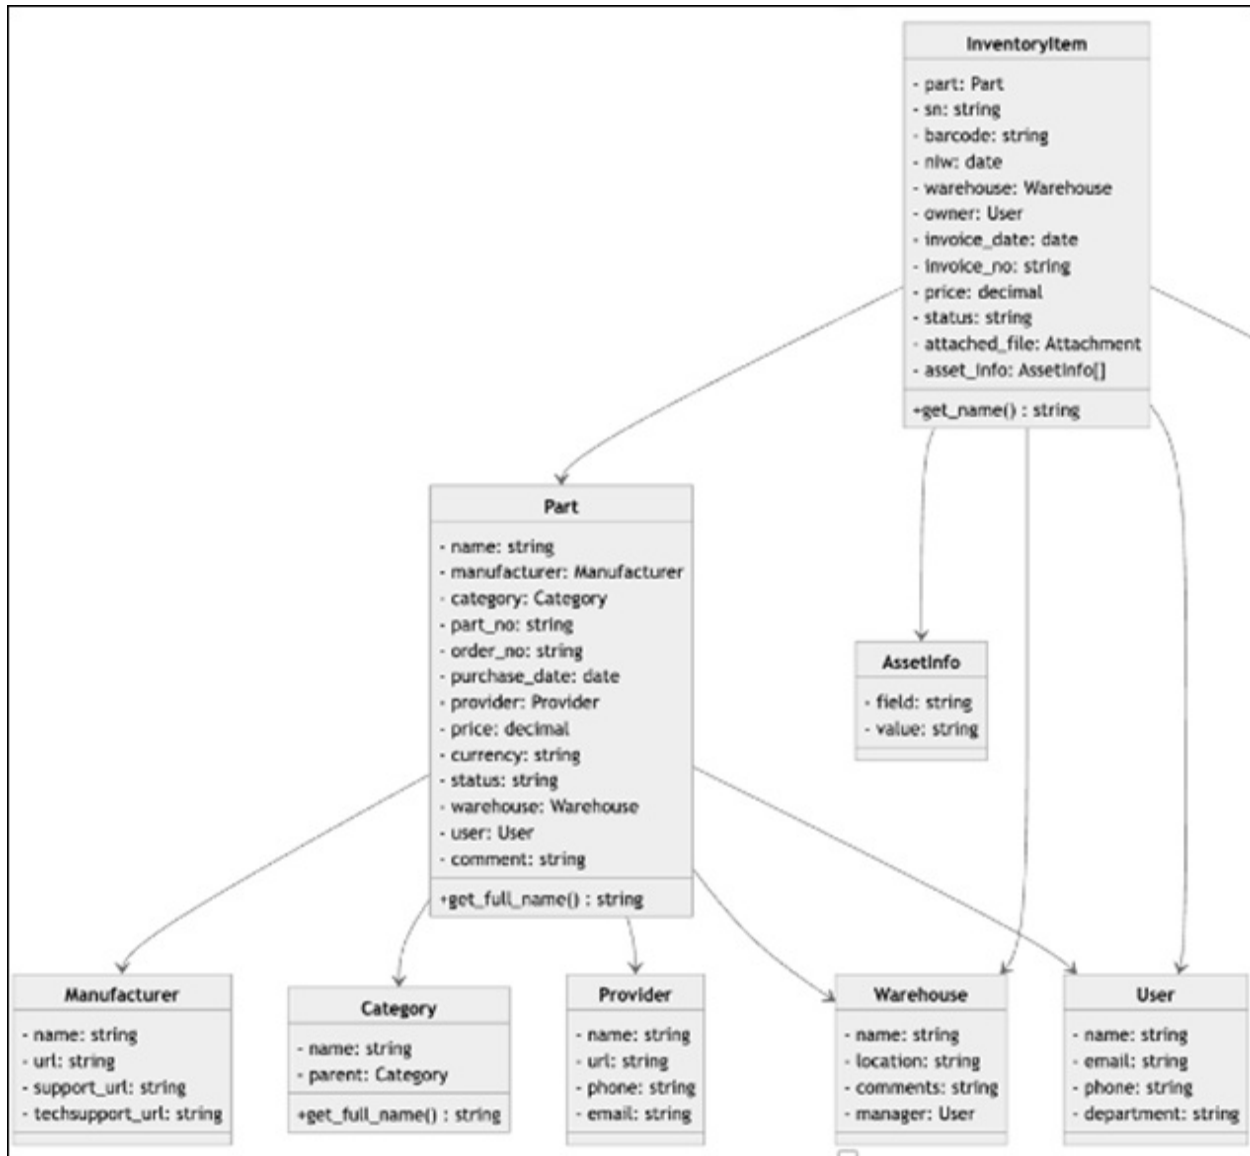 InventoryItem
- part: Part
- sn: string
- barcode: string
- niw: date
- warehouse: Warehouse
- owner: User
- invoice_date: date
- invoice_no: string
- price: decimal
- status: string
- attached_file: Attachment
- asset_info: AssetInfo[]
+get_name() : string
Part
- name: string
- manufacturer: Manufacturer
- category: Category
- part_no: string
- order_no: string
- purchase_date: date
- provider: Provider
- price: decimal
- currency: string
- status: string
- warehouse: Warehouse
- user: User
- comment: string
+get_full_name() : string
AssetInfo
- field: string
- value: string
Manufacturer
- name: string
- url: string
- support_url: string
- techsupport_url: string
Category
- name: string
- parent: Category
+get_full_name() : string
Provider
- name: string
- url: string
- phone: string
- email: string
Warehouse
- name: string
- location: string
- comments: string
- manager: User
User
- name: string
- email: string
- phone: string
- department: string